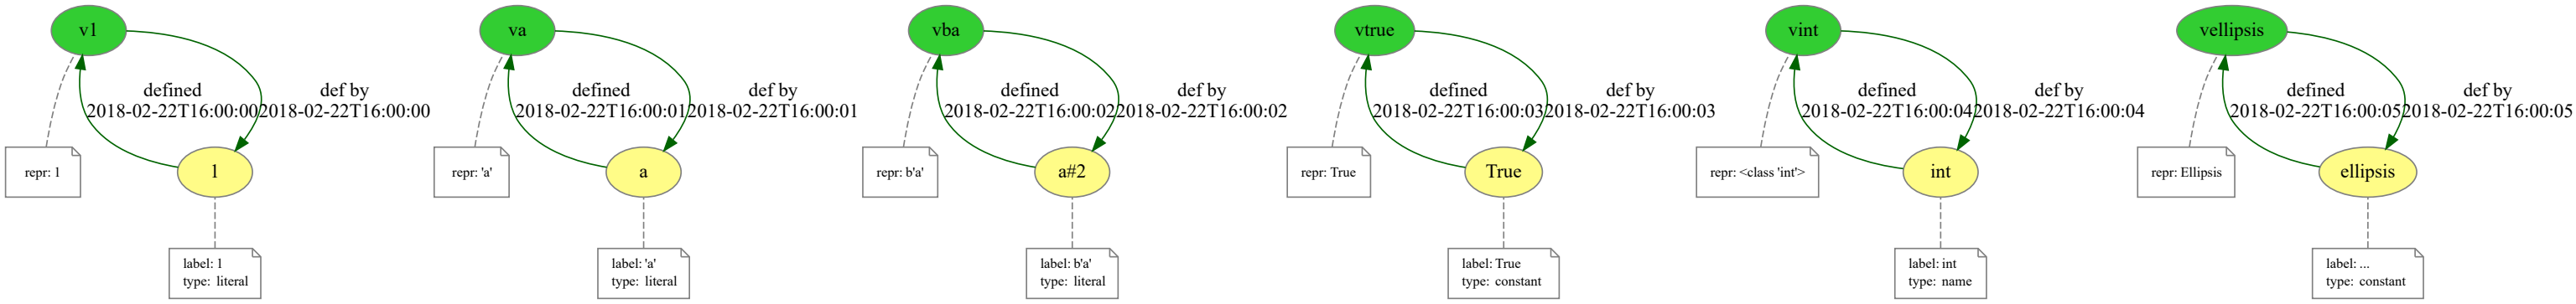 v1
defined
2018-02-22T16:00:00
def by
2018-02-22T16:00:00
repr: 1
1
label: 1
type: literal
va
defined
2018-02-22T16:00:01
def by
2018-02-22T16:00:01
repr: 'a'
a
label: 'a'
type: literal
vba
defined
2018-02-22T16:00:02
def by
2018-02-22T16:00:02
repr: b'a'
a#2
label: b'a'
type: literal
vtrue
defined
2018-02-22T16:00:03
def by
2018-02-22T16:00:03
repr: True
True
label: True
type: constant
vint
defined
2018-02-22T16:00:04
def by
2018-02-22T16:00:04
repr: <class 'int'>
int
label: int
type: name
vellipsis
defined
2018-02-22T16:00:05
def by
2018-02-22T16:00:05
repr: Ellipsis
ellipsis
label: ...
type: constant